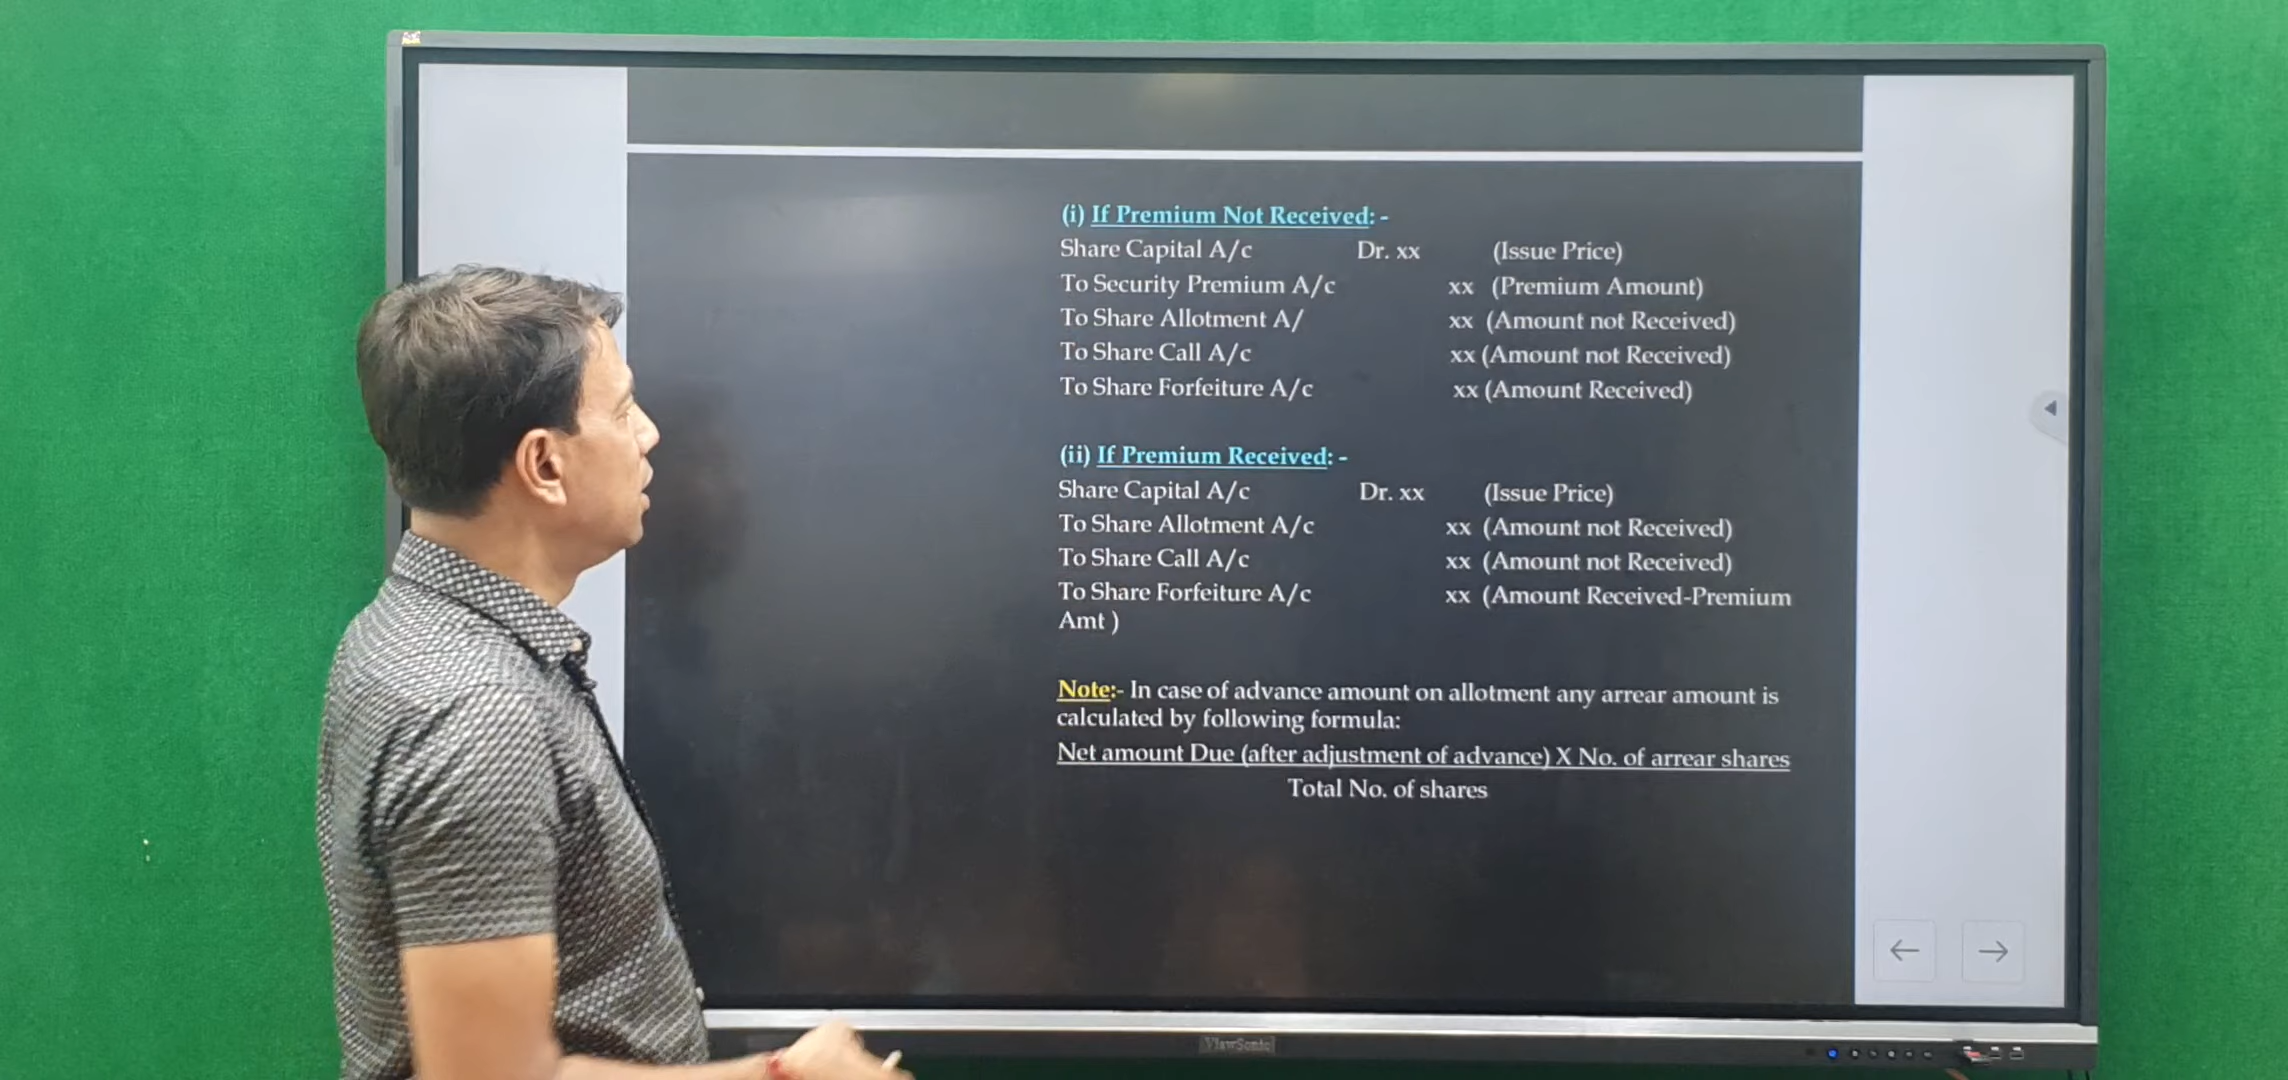 (i) If Premium Not Received: -
Share Capital A/c Dr. xx (Issue Price)
To Security Premium A/c xx (Premium Amount)
To Share Allotment A/ xx (Amount not Received)
To Share Call A/c xx (Amount not Received)
To Share Forfeiture A/c xx (Amount Received)
(ii) If Premium Received: -
Share Capital A/c Dr. xx (Issue Price)
To Share Allotment A/c xx (Amount not Received)
To Share Call A/c xx (Amount not Received)
To Share Forfeiture A/c xx (Amount Received-Premium
Amt )
Note:- In case of advance amount on allotment any arrear amount is
calculated by following formula:
Net amount Due (after adjustment of advance) X No. of arrear shares
Total No. of shares
ViewSonic